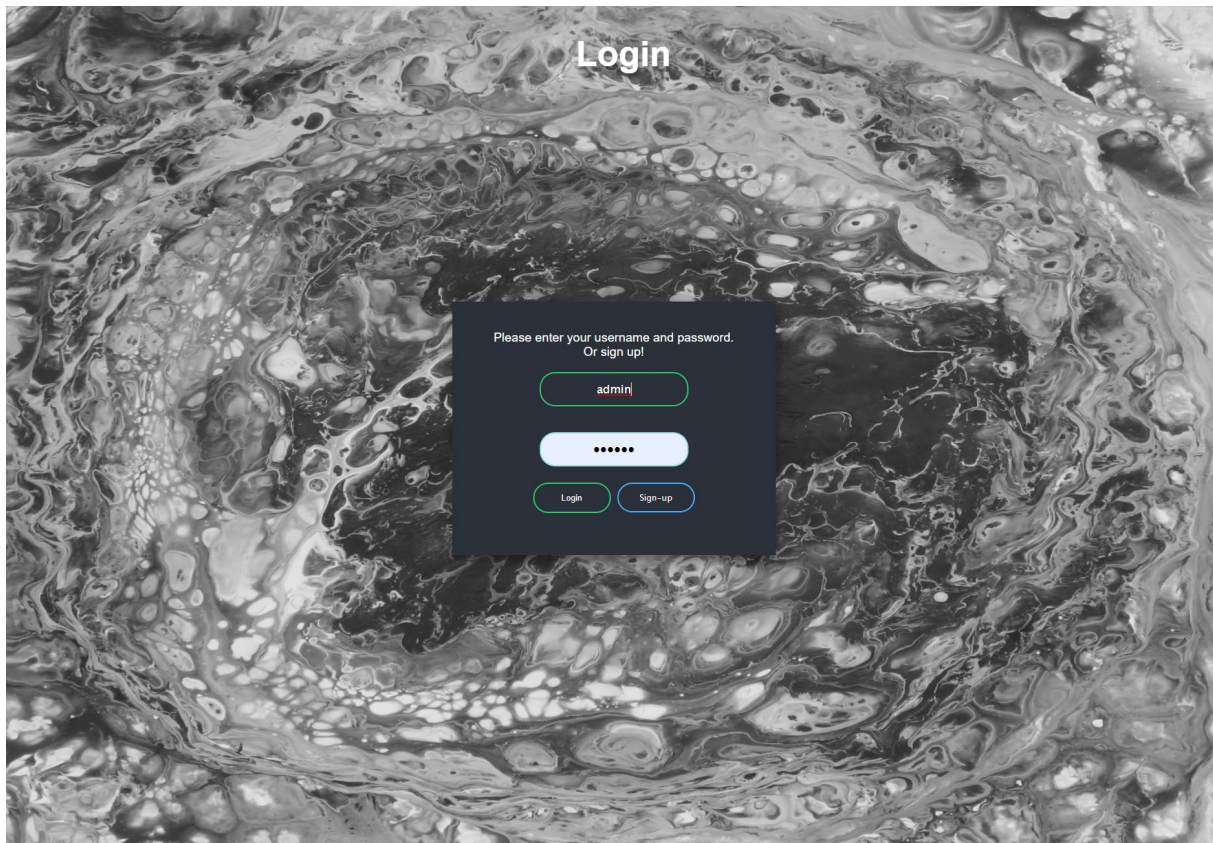 Login
Please enter your username and password.
Or sign up!
admin
••••••
Login
Sign-up